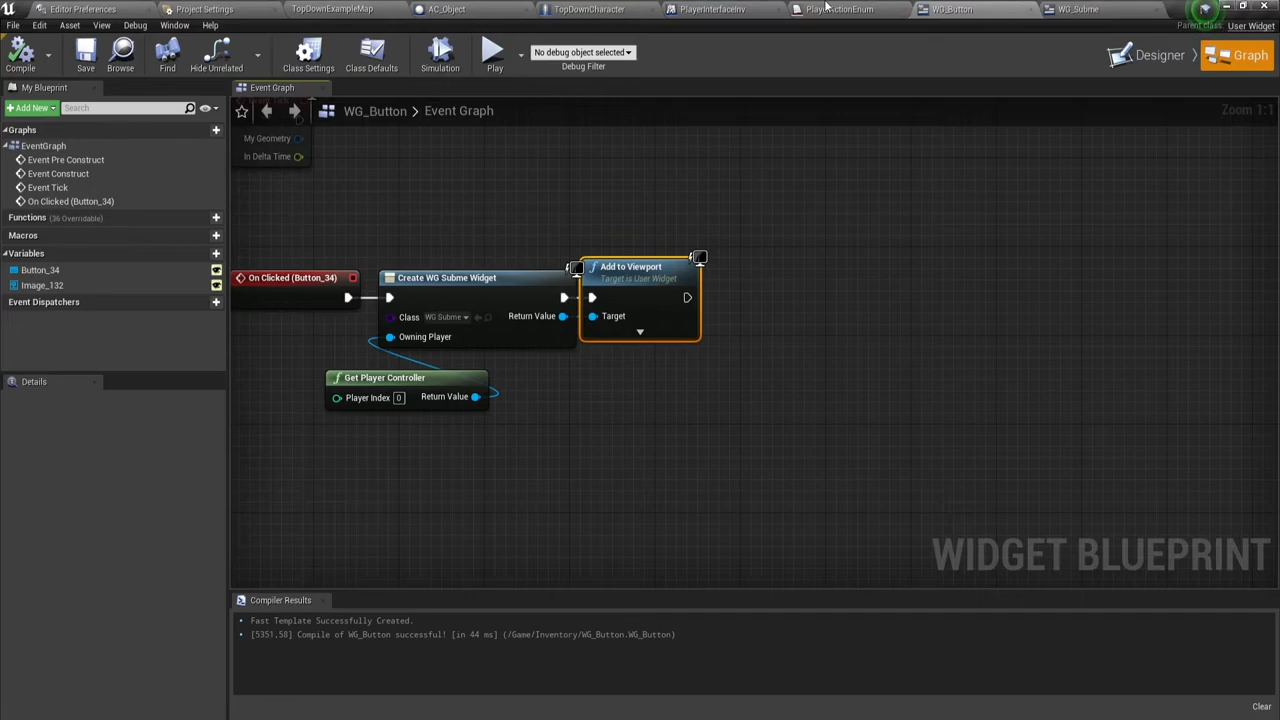 Editor Preferences
Project Settings
TopDownExampleMap
AC_Object
TopDownCharacter
PlayerInterfaceInv
WG_Button
WG_Subme
File Edit Asset View Debug Window Help
Parent class: User Widget
Compile
Save
Browse
Find
Hide Unrelated
Class Settings
Class Defaults
Simulation
Play
No debug object selected
Debug Filter
Designer
Graph
My Blueprint
Event Graph
Add New
Search
WG_Button > Event Graph
Zoom 1:1
Graphs
EventGraph
Event Pre Construct
Event Construct
Event Tick
On Clicked (Button_34)
Functions (36 Overridable)
Macros
Variables
Button_34
Image_132
Event Dispatchers
Details
My Geometry
In Delta Time
On Clicked (Button_34)
Create WG Subme Widget
Class WG Subme
Return Value
Owning Player
Add to Viewport
Target is User Widget
Target
Get Player Controller
Player Index 0
Return Value
WIDGET BLUEPRINT
Compiler Results
Fast Template Successfully Created.
[5351.58] Compile of WG_Button successful! [in 44 ms] (/Game/Inventory/WG_Button.WG_Button)
Clear